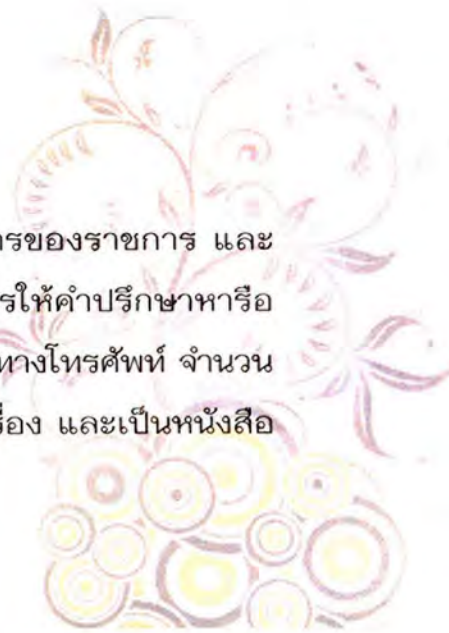 ารของราชการ และ
รให้คำปรึกษาหารือ
ทางโทรศัพท์ จำนวน
รื่อง และเป็นหนังสือ